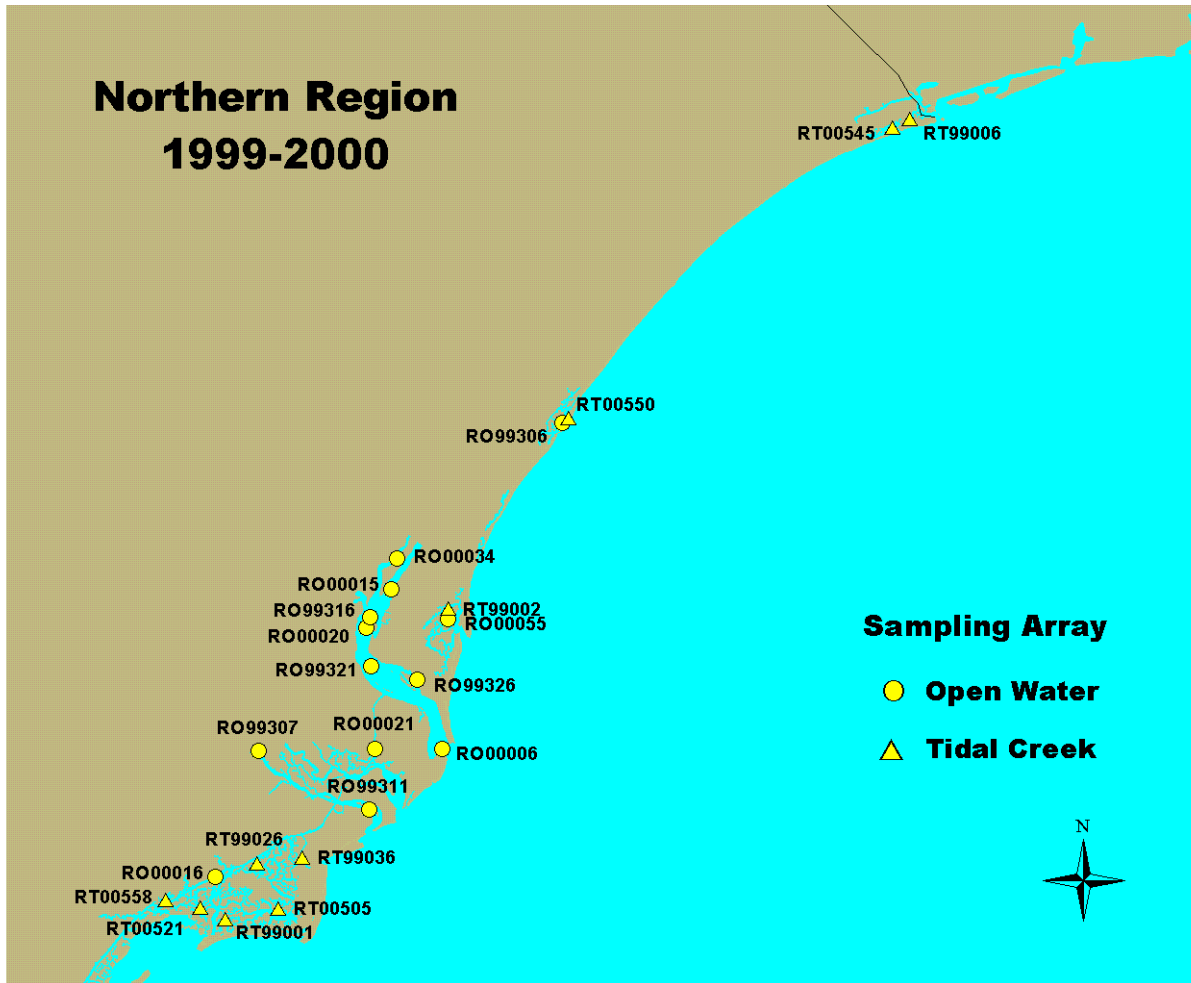 Northern Region
1999-2000
RT00545
RT99006
RT00550
RO99306
RO00034
RO00015
RO99316
RT99002
RO00020
RO00055
RO99321
RO99326
RO99307
RO00021
RO00006
RO99311
RT99026
RT99036
RO00016
RT00558
RT00505
RT00521
RT99001
Sampling Array
Open Water
Tidal Creek
N